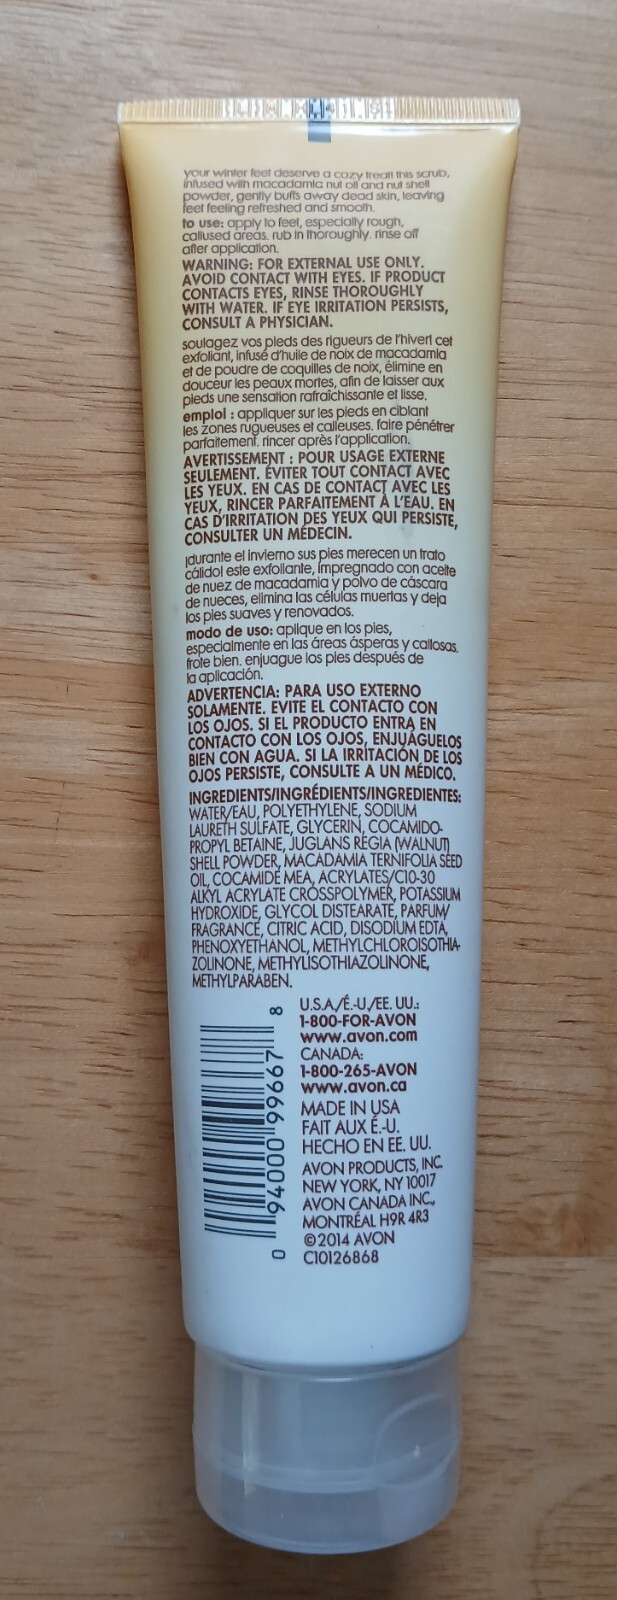 your winter feet deserve a cozy treat! this scrub,
infused with macadamia nut oil and nut shell
powder, gently buffs away dead skin, leaving
feet feeling refreshed and smooth.
to use: apply to feet, especially rough,
callused areas. rub in thoroughly. rinse off
after application.
WARNING: FOR EXTERNAL USE ONLY.
AVOID CONTACT WITH EYES. IF PRODUCT
CONTACTS EYES, RINSE THOROUGHLY
WITH WATER. IF EYE IRRITATION PERSISTS,
CONSULT A PHYSICIAN.
soulagez vos pieds des rigueurs de l'hiver! cet
exfoliant, infusé d'huile de noix de macadamia
et de poudre de coquilles de noix, élimine en
douceur les peaux mortes, afin de laisser aux
pieds une sensation rafraîchissante et lisse.
emploi : appliquer sur les pieds en ciblant
les zones rugueuses et calleuses. faire pénétrer
parfaitement. rincer après l'application.
AVERTISSEMENT : POUR USAGE EXTERNE
SEULEMENT. ÉVITER TOUT CONTACT AVEC
LES YEUX. EN CAS DE CONTACT AVEC LES
YEUX, RINCER PARFAITEMENT À L'EAU. EN
CAS D'IRRITATION DES YEUX QUI PERSISTE,
CONSULTER UN MÉDECIN.
¡durante el invierno sus pies merecen un trato
cálido! este exfoliante, impregnado con aceite
de nuez de macadamia y polvo de cáscara
de nueces, elimina las células muertas y deja
los pies suaves y renovados.
modo de uso: aplique en los pies,
especialmente en las áreas ásperas y callosas.
frote bien. enjuague los pies después de
la aplicación.
ADVERTENCIA: PARA USO EXTERNO
SOLAMENTE. EVITE EL CONTACTO CON
LOS OJOS. SI EL PRODUCTO ENTRA EN
CONTACTO CON LOS OJOS, ENJUÁGUELOS
BIEN CON AGUA. SI LA IRRITACIÓN DE LOS
OJOS PERSISTE, CONSULTE A UN MÉDICO.
INGREDIENTS/INGRÉDIENTS/INGREDIENTES:
WATER/EAU, POLYETHYLENE, SODIUM
LAURETH SULFATE, GLYCERIN, COCAMIDO-
PROPYL BETAINE, JUGLANS REGIA (WALNUT)
SHELL POWDER, MACADAMIA TERNIFOLIA SEED
OIL, COCAMIDE MEA, ACRYLATES/C10-30
ALKYL ACRYLATE CROSSPOLYMER, POTASSIUM
HYDROXIDE, GLYCOL DISTEARATE, PARFUM/
FRAGRANCE, CITRIC ACID, DISODIUM EDTA,
PHENOXYETHANOL, METHYLCHLOROISOTHIA-
ZOLINONE, METHYLISOTHIAZOLINONE,
METHYLPARABEN.
U.S.A/É.-U./EE. UU.:
1-800-FOR-AVON
www.avon.com
CANADA:
1-800-265-AVON
www.avon.ca
MADE IN USA
FAIT AUX É.-U.
HECHO EN EE. UU.
AVON PRODUCTS, INC.
NEW YORK, NY 10017
AVON CANADA INC.,
MONTRÉAL H9R 4R3
©2014 AVON
C10126868
0 94000 99667 8